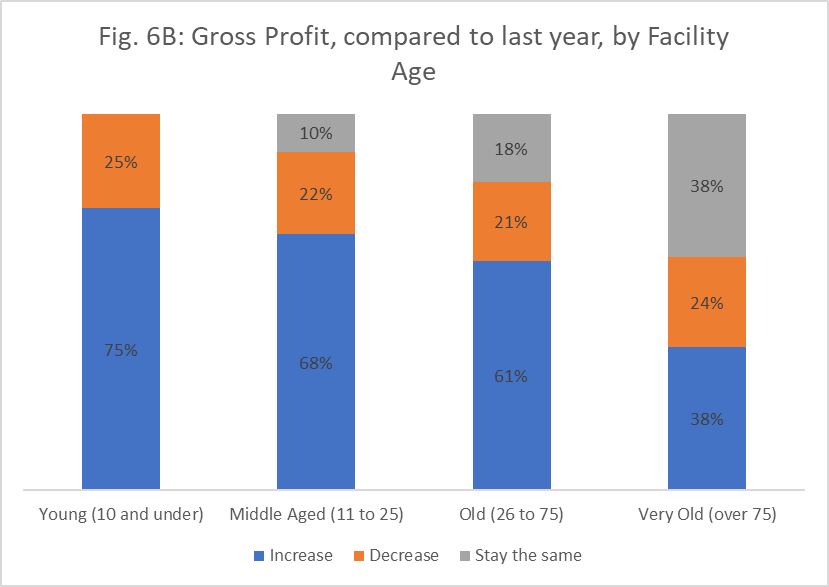 Fig. 6B: Gross Profit, compared to last year, by Facility
Age
25%
75%
10%
22%
68%
18%
21%
61%
38%
24%
38%
Young (10 and under)
Middle Aged (11 to 25)
Old (26 to 75)
Very Old (over 75)
Increase
Decrease
Stay the same